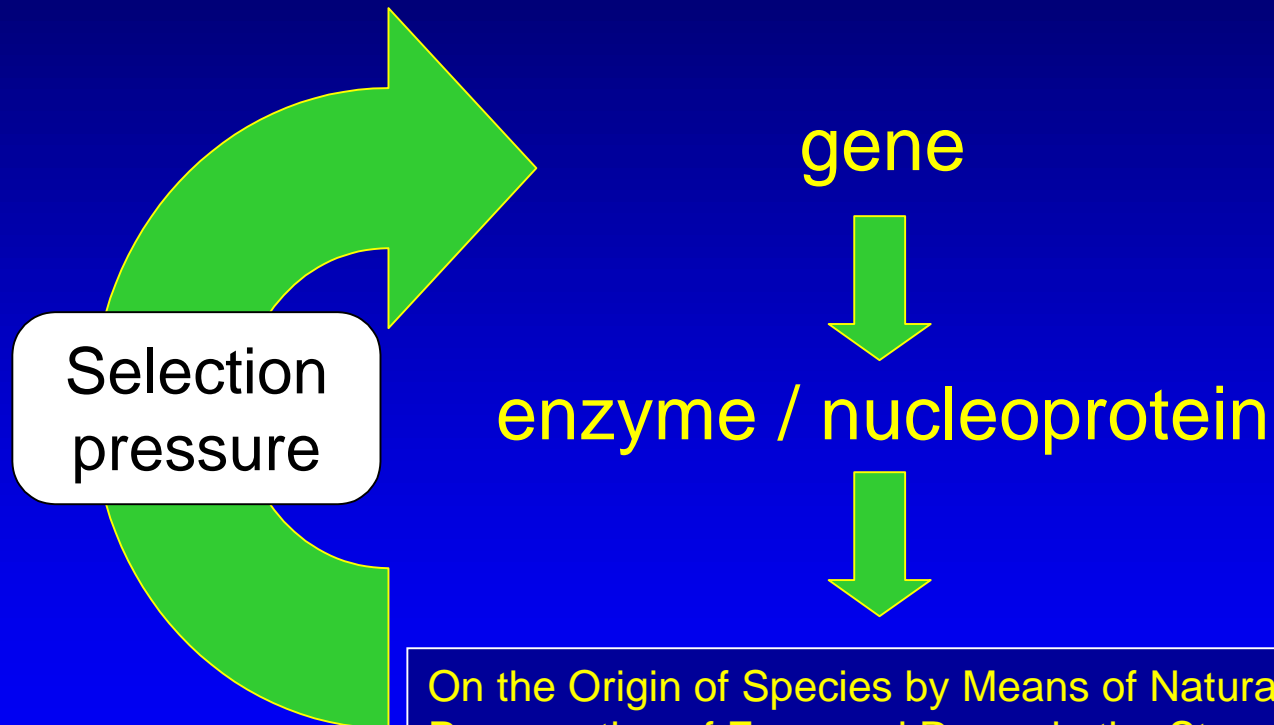 gene
Selection
pressure
enzyme / nucleoprotein
On the Origin of Species by Means of Natura